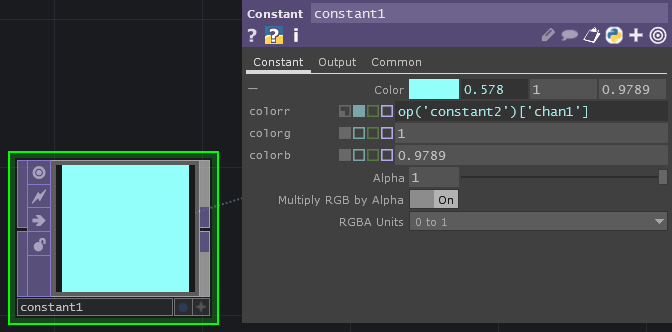 Constant constant1
? ? i
Constant Output Common
Color 0.578 1 0.9789
colorr op('constant2')['chan1']
colorg 1
colorb 0.9789
Alpha 1
Multiply RGB by Alpha On
RGBA Units 0 to 1
constant1